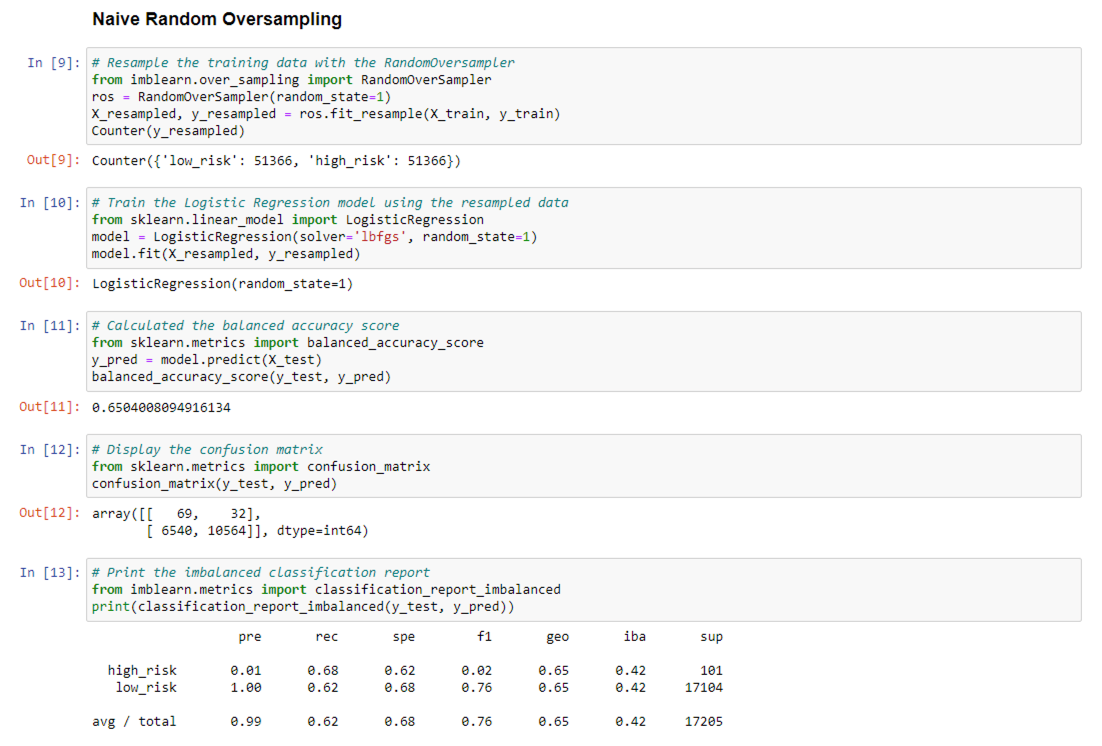 Naive Random Oversampling
In [9]: # Resample the training data with the RandomOversampler
from imblearn.over_sampling import RandomOverSampler
ros = RandomOverSampler(random_state=1)
X_resampled, y_resampled = ros.fit_resample(X_train, y_train)
Counter(y_resampled)
Out[9]: Counter({'low_risk': 51366, 'high_risk': 51366})
In [10]: # Train the Logistic Regression model using the resampled data
from sklearn.linear_model import LogisticRegression
model = LogisticRegression(solver='lbfgs', random_state=1)
model.fit(X_resampled, y_resampled)
Out[10]: LogisticRegression(random_state=1)
In [11]: # Calculated the balanced accuracy score
from sklearn.metrics import balanced_accuracy_score
y_pred = model.predict(X_test)
balanced_accuracy_score(y_test, y_pred)
Out[11]: 0.6504008094916134
In [12]: # Display the confusion matrix
from sklearn.metrics import confusion_matrix
confusion_matrix(y_test, y_pred)
Out[12]: array([[   69,    32],
       [ 6540, 10564]], dtype=int64)
In [13]: # Print the imbalanced classification report
from imblearn.metrics import classification_report_imbalanced
print(classification_report_imbalanced(y_test, y_pred))
pre rec spe f1 geo iba sup
high_risk 0.01 0.68 0.62 0.02 0.65 0.42 101
low_risk 1.00 0.62 0.68 0.76 0.65 0.42 17104
avg / total 0.99 0.62 0.68 0.76 0.65 0.42 17205